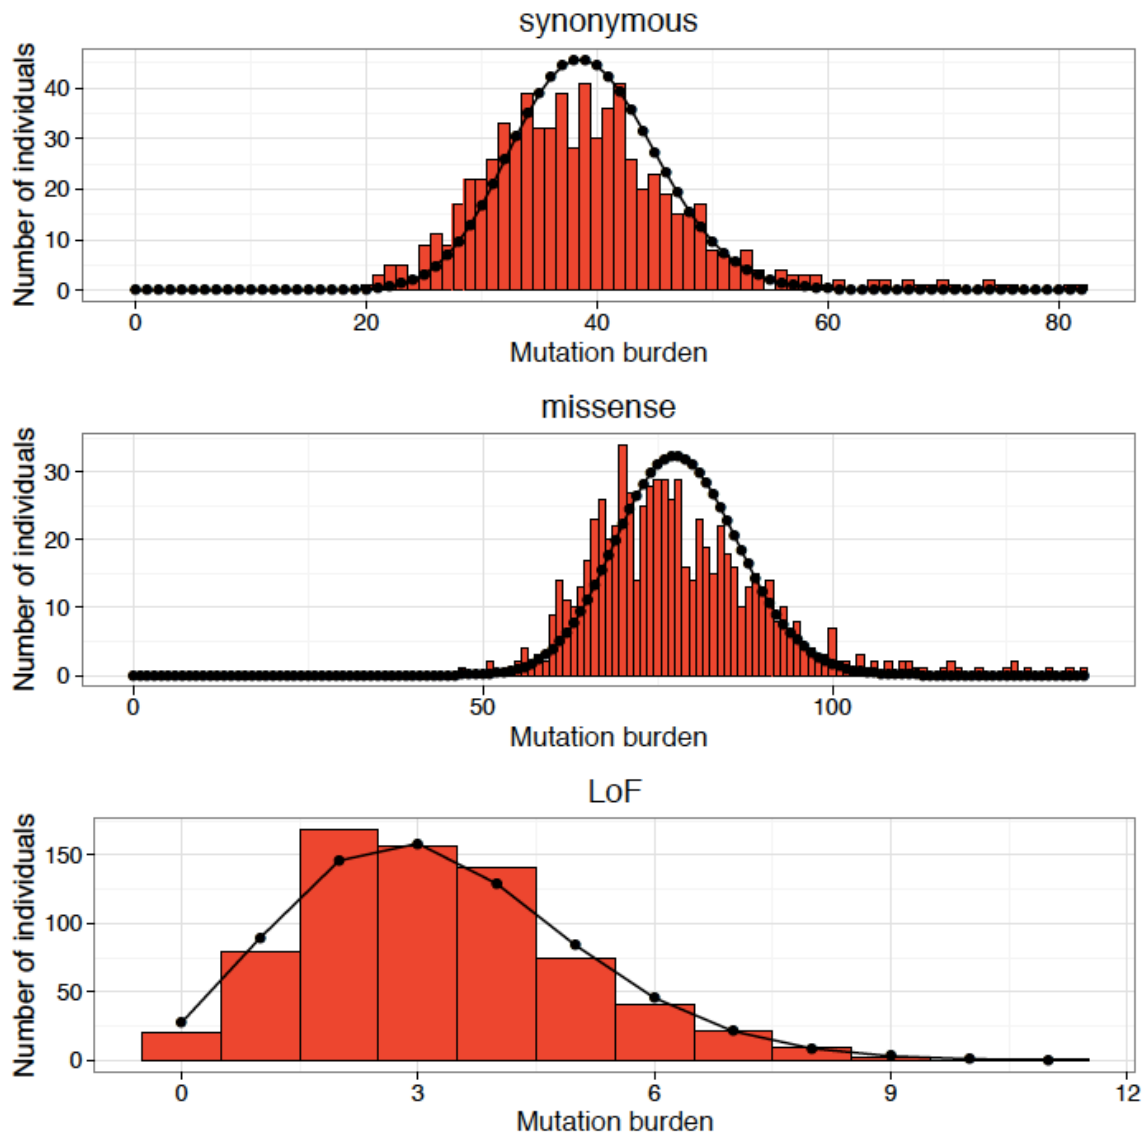 synonymous
Number of individuals
40
30
20
10
0
0 20 40 60 80
Mutation burden
missense
Number of individuals
30
20
10
0
0 50 100
Mutation burden
LoF
Number of individuals
150
100
50
0
0 3 6 9 12
Mutation burden